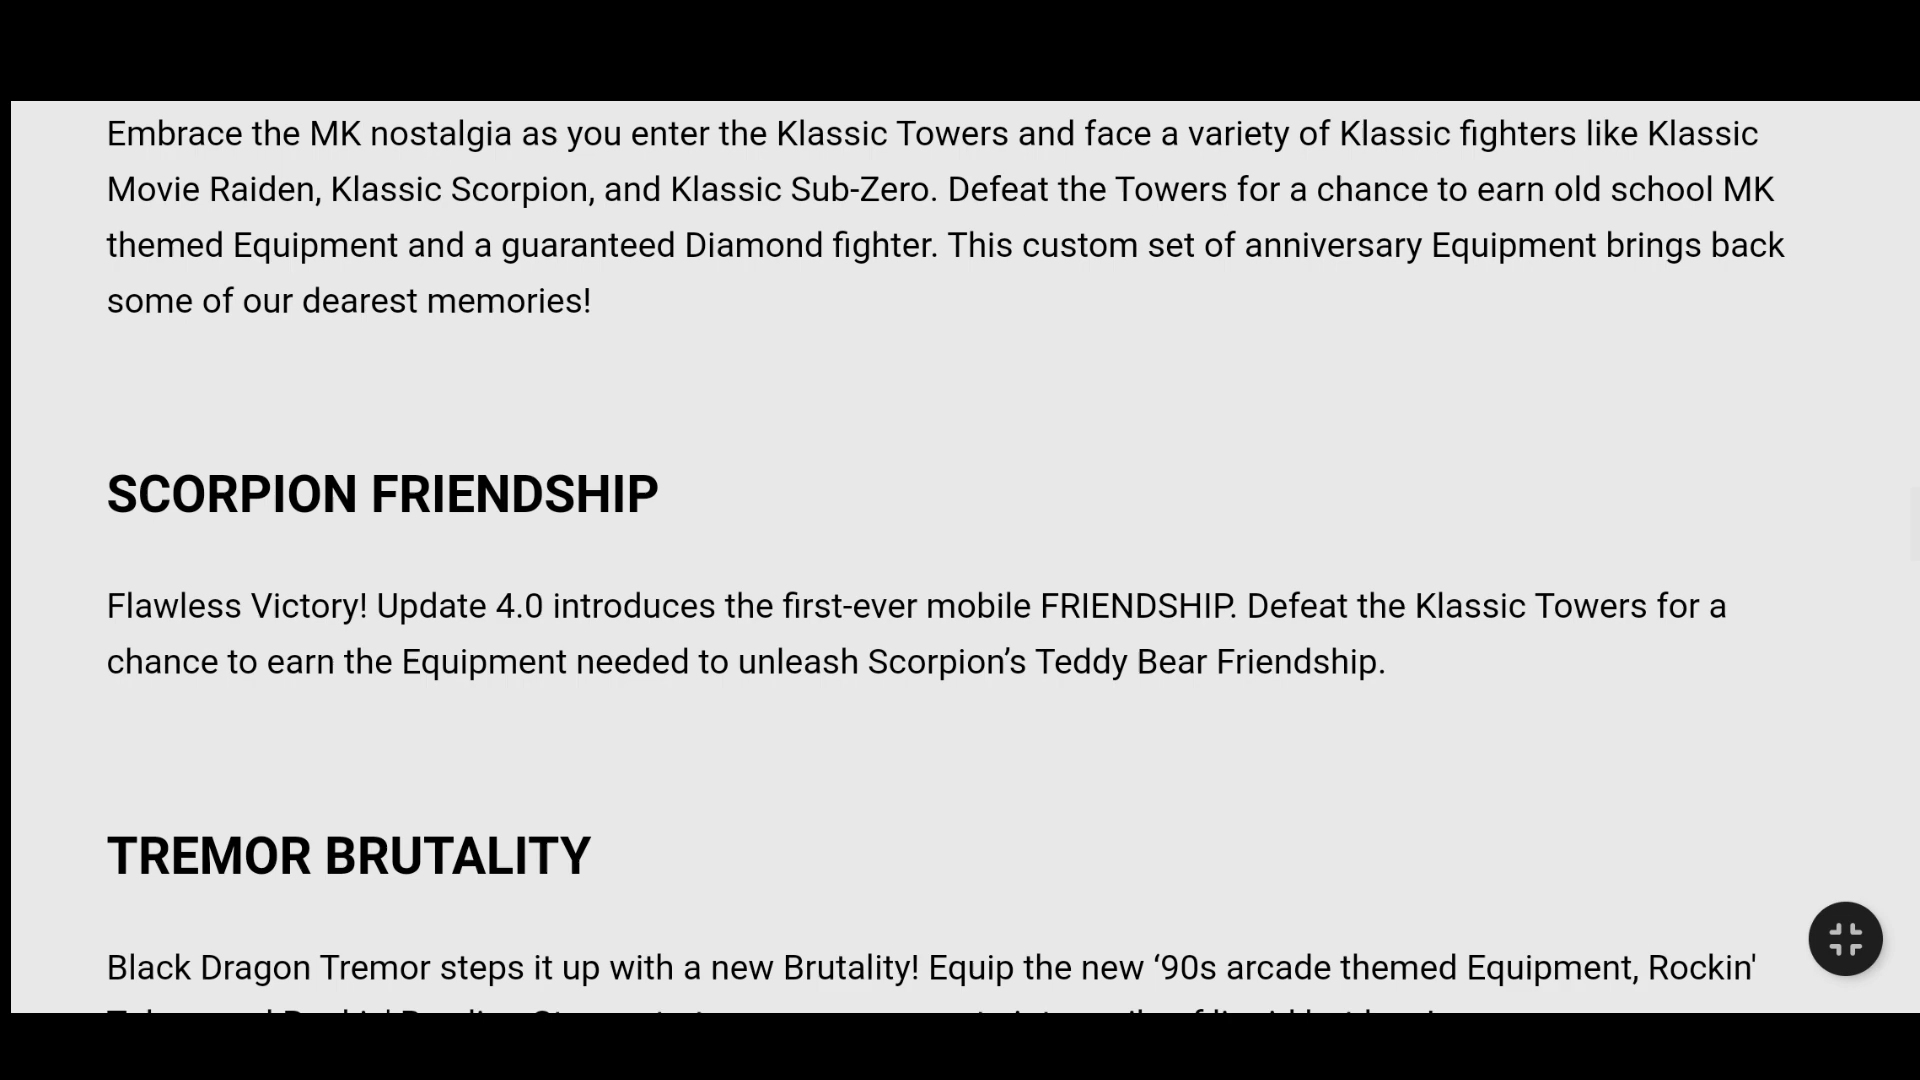 Embrace the MK nostalgia as you enter the Klassic Towers and face a variety of Klassic fighters like Klassic
Movie Raiden, Klassic Scorpion, and Klassic Sub-Zero. Defeat the Towers for a chance to earn old school MK
themed Equipment and a guaranteed Diamond fighter. This custom set of anniversary Equipment brings back
some of our dearest memories!
SCORPION FRIENDSHIP
Flawless Victory! Update 4.0 introduces the first-ever mobile FRIENDSHIP. Defeat the Klassic Towers for a
chance to earn the Equipment needed to unleash Scorpion’s Teddy Bear Friendship.
TREMOR BRUTALITY
Black Dragon Tremor steps it up with a new Brutality! Equip the new ‘90s arcade themed Equipment, Rockin'